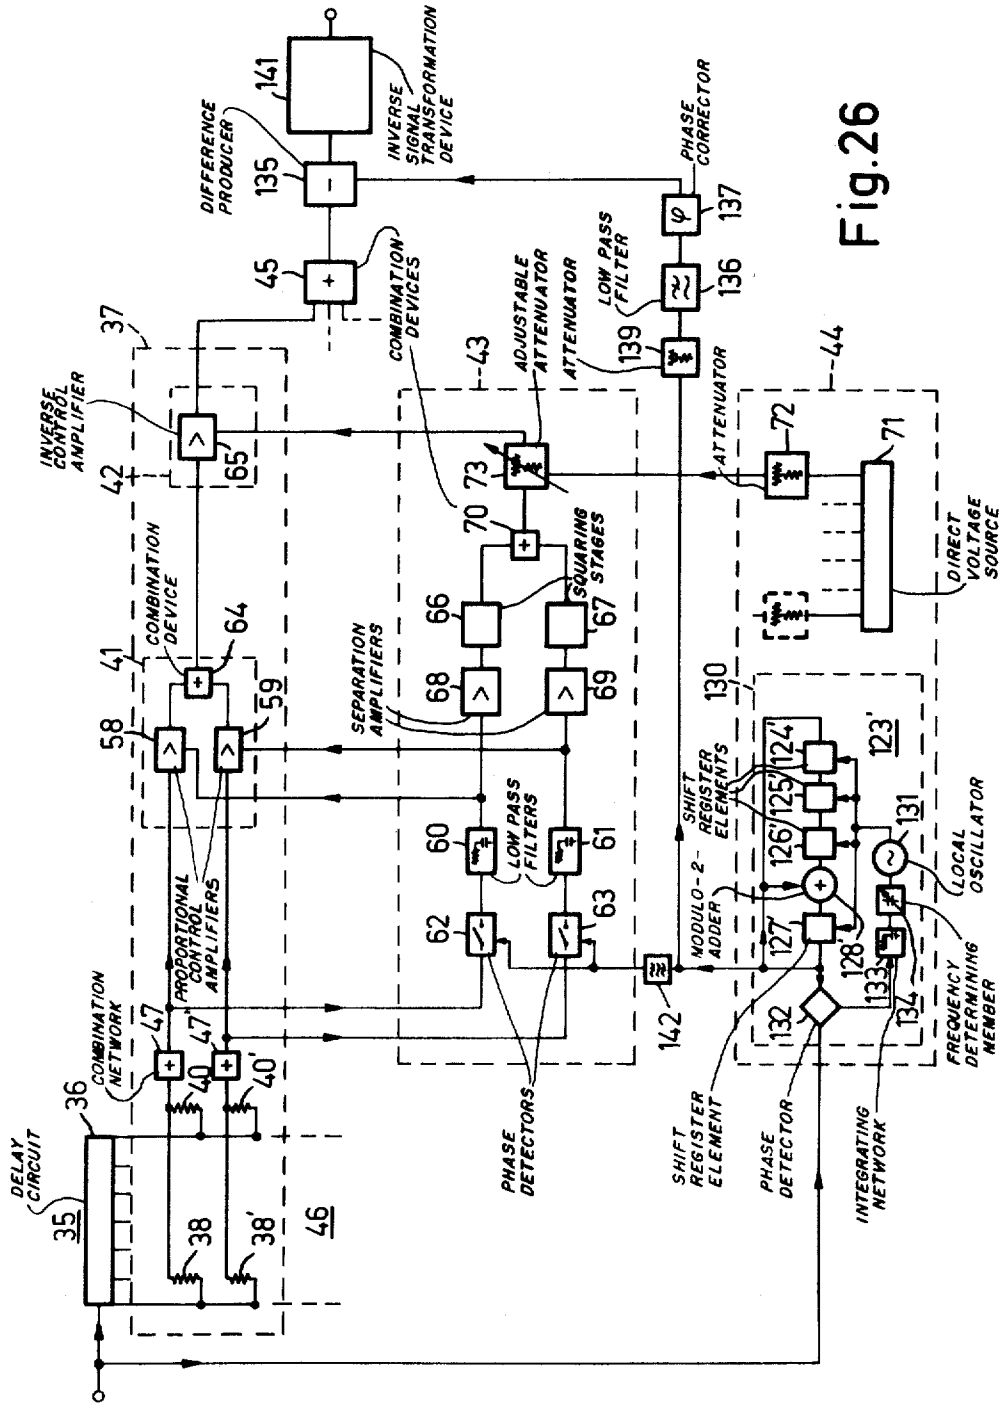 DELAY
CIRCUIT
35
36
46
38
38'
40
40'
COMBINATION
NETWORK
47
47'
PROPORTIONAL
CONTROL
AMPLIFIERS
58
59
41
COMBINATION
DEVICE
64
INVERSE
CONTROL
AMPLIFIER
42
65
37
45
DIFFERENCE
PRODUCER
135
141
INVERSE
SIGNAL
TRANSFORMATION
DEVICE
COMBINATION
DEVICES
PHASE
DETECTORS
62
63
60
61
LOW PASS
FILTERS
SEPARATION
AMPLIFIERS
68
69
66
67
SQUARING
STAGES
70
73
ADJUSTABLE
ATTENUATOR
43
ATTENUATOR
139
LOW PASS
FILTER
136
137
PHASE
CORRECTOR
142
SHIFT
REGISTER
ELEMENT
PHASE
DETECTOR
132
INTEGRATING
NETWORK
133
134
FREQUENCY
DETERMINING
MEMBER
LOCAL
OSCILLATOR
131
MODULO-2
ADDER
127'
128'
126'
125'
124'
123'
SHIFT
REGISTER
ELEMENTS
130
ATTENUATOR
72
71
DIRECT
VOLTAGE
SOURCE
44
Fig.26